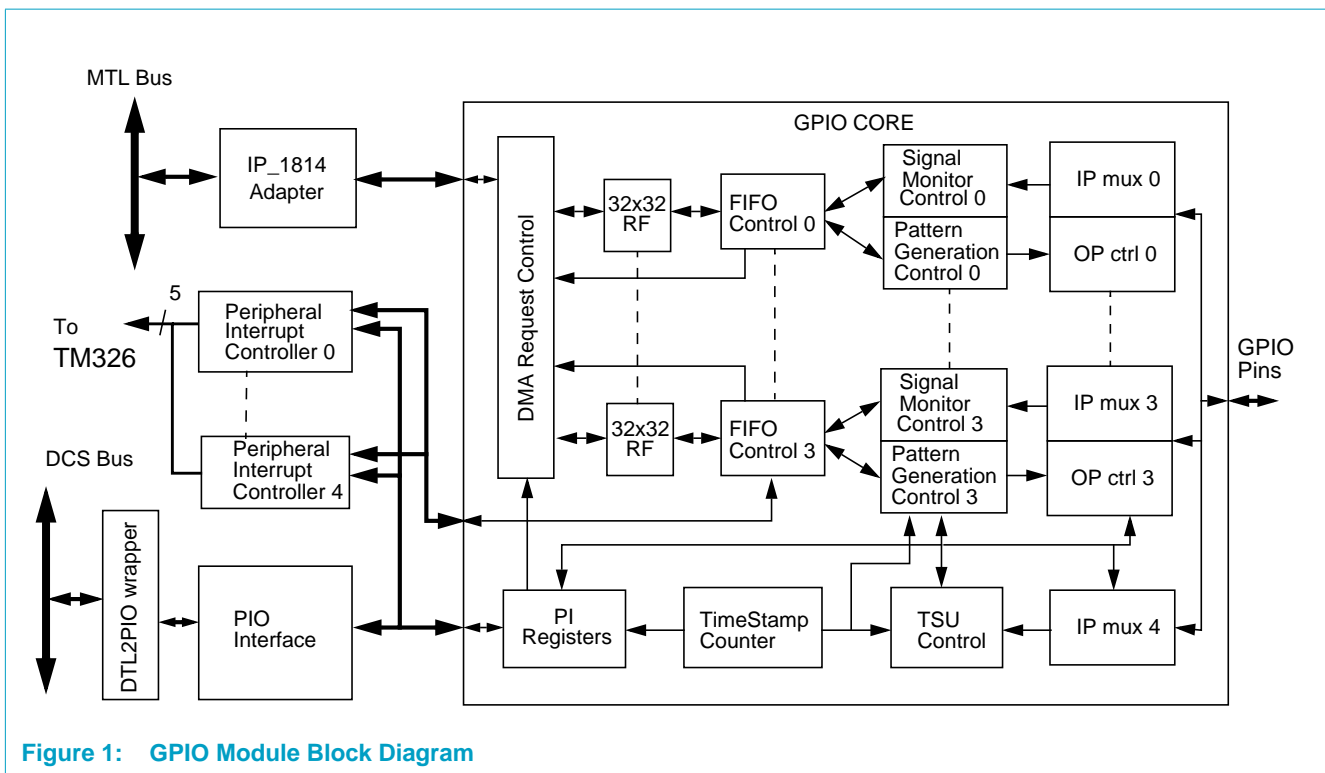 MTL Bus
IP_1814
Adapter
GPIO CORE
DMA Request Control
32x32
RF
FIFO
Control 0
Signal
Monitor
Control 0
Pattern
Generation
Control 0
IP mux 0
OP ctrl 0
5
To
TM326
Peripheral
Interrupt
Controller 0
Peripheral
Interrupt
Controller 4
32x32
RF
FIFO
Control 3
Signal
Monitor
Control 3
Pattern
Generation
Control 3
IP mux 3
OP ctrl 3
GPIO
Pins
DCS Bus
DTL2PIO wrapper
PIO
Interface
PI
Registers
TimeStamp
Counter
TSU
Control
IP mux 4
Figure 1: GPIO Module Block Diagram